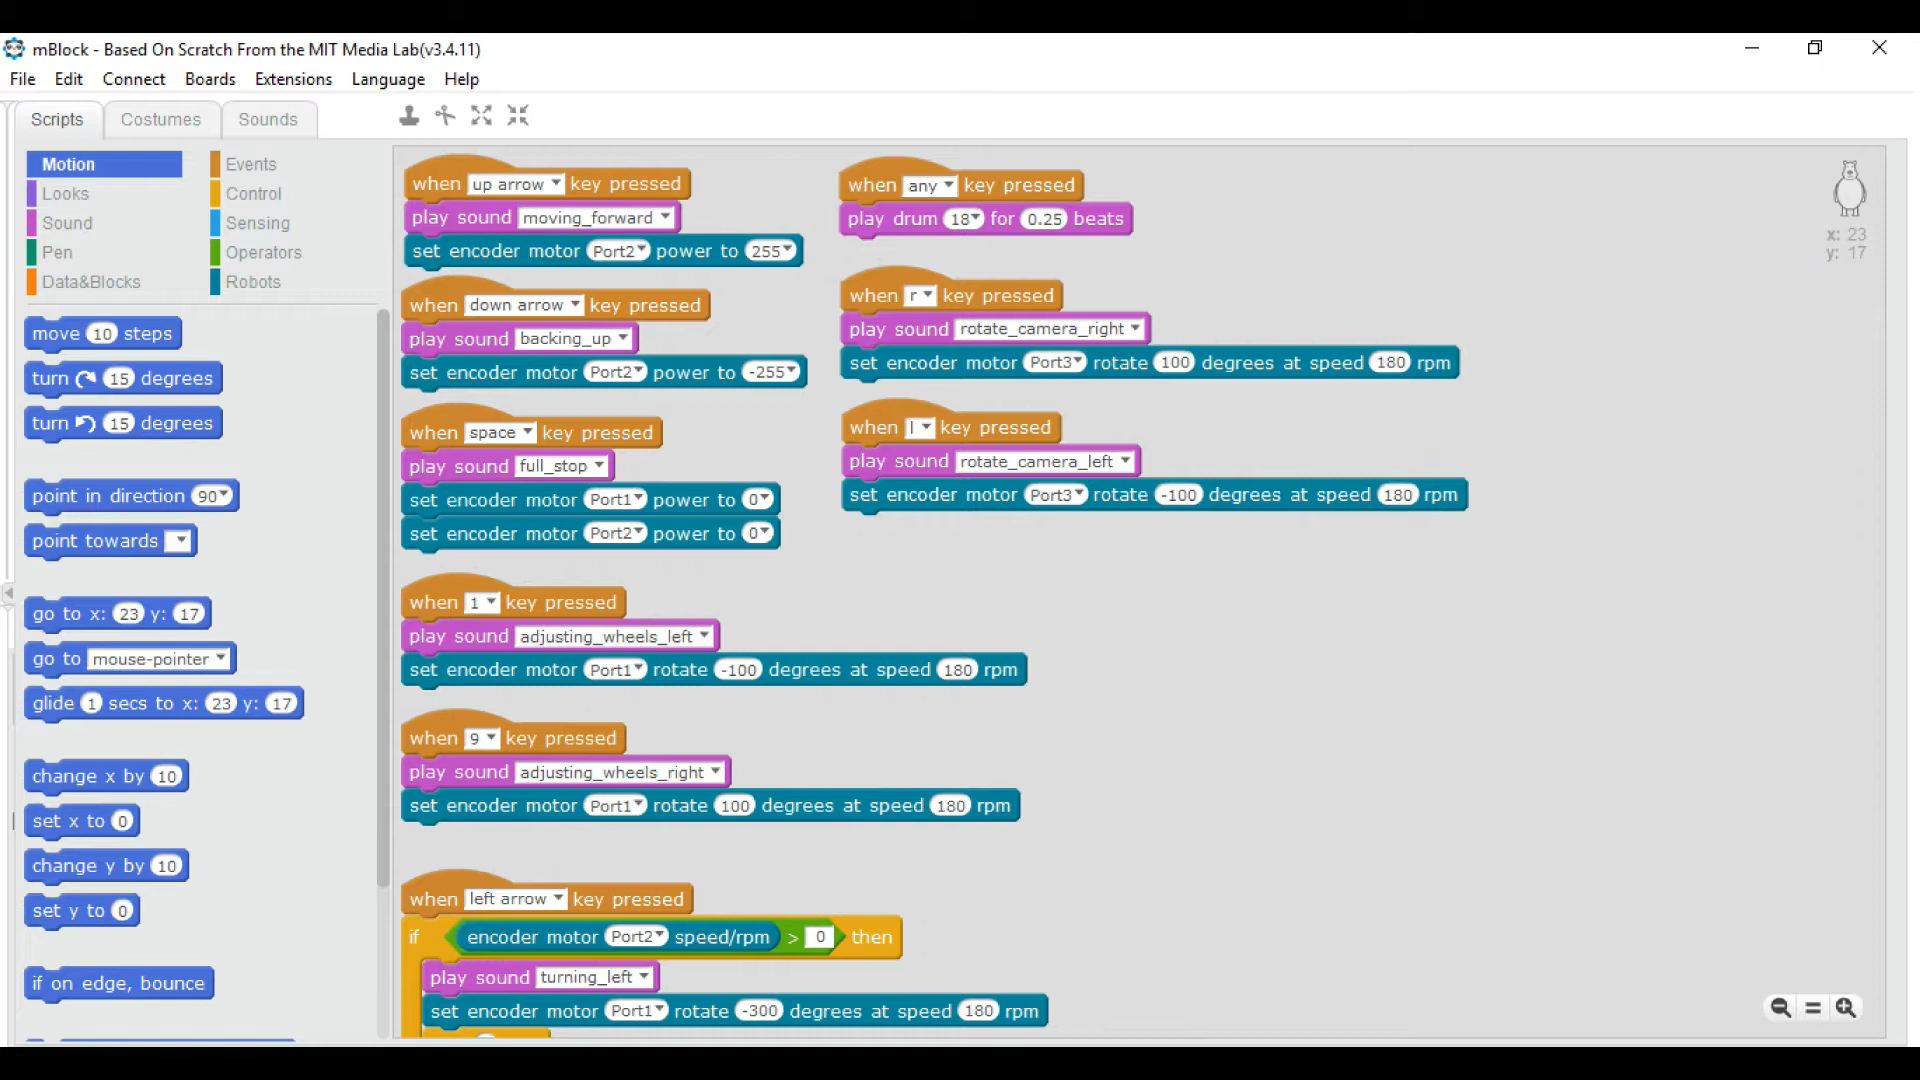 mBlock - Based On Scratch From the MIT Media Lab(v3.4.11)
File Edit Connect Boards Extensions Language Help
Scripts Costumes Sounds
Motion Events
Looks Control
Sound Sensing
Pen Operators
Data&Blocks Robots
move 10 steps
turn 15 degrees
turn 15 degrees
point in direction 90
point towards
go to x: 23 y: 17
go to mouse-pointer
glide 1 secs to x: 23 y: 17
change x by 10
set x to 0
change y by 10
set y to 0
if on edge, bounce
when up arrow key pressed
play sound moving_forward
set encoder motor Port2 power to 255
when down arrow key pressed
play sound backing_up
set encoder motor Port2 power to -255
when space key pressed
play sound full_stop
set encoder motor Port1 power to 0
set encoder motor Port2 power to 0
when 1 key pressed
play sound adjusting_wheels_left
set encoder motor Port1 rotate -100 degrees at speed 180 rpm
when 9 key pressed
play sound adjusting_wheels_right
set encoder motor Port1 rotate 100 degrees at speed 180 rpm
when left arrow key pressed
if encoder motor Port2 speed/rpm > 0 then
play sound turning_left
set encoder motor Port1 rotate -300 degrees at speed 180 rpm
when any key pressed
play drum 18 for 0.25 beats
when r key pressed
play sound rotate_camera_right
set encoder motor Port3 rotate 100 degrees at speed 180 rpm
when l key pressed
play sound rotate_camera_left
set encoder motor Port3 rotate -100 degrees at speed 180 rpm
x: 23
y: 17